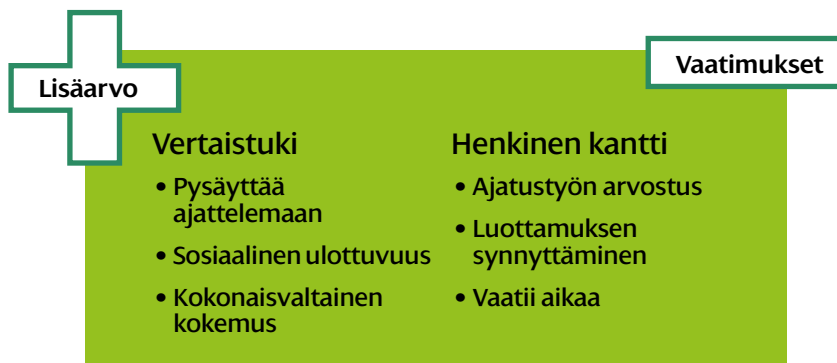 Lisäarvo
Vaatimukset
Vertaistuki
• Pysäyttää
ajattelemaan
• Sosiaalinen ulottuvuus
• Kokonaisvaltainen
kokemus
Henkinen kantti
• Ajatustyön arvostus
• Luottamuksen
synnyttäminen
• Vaatii aikaa